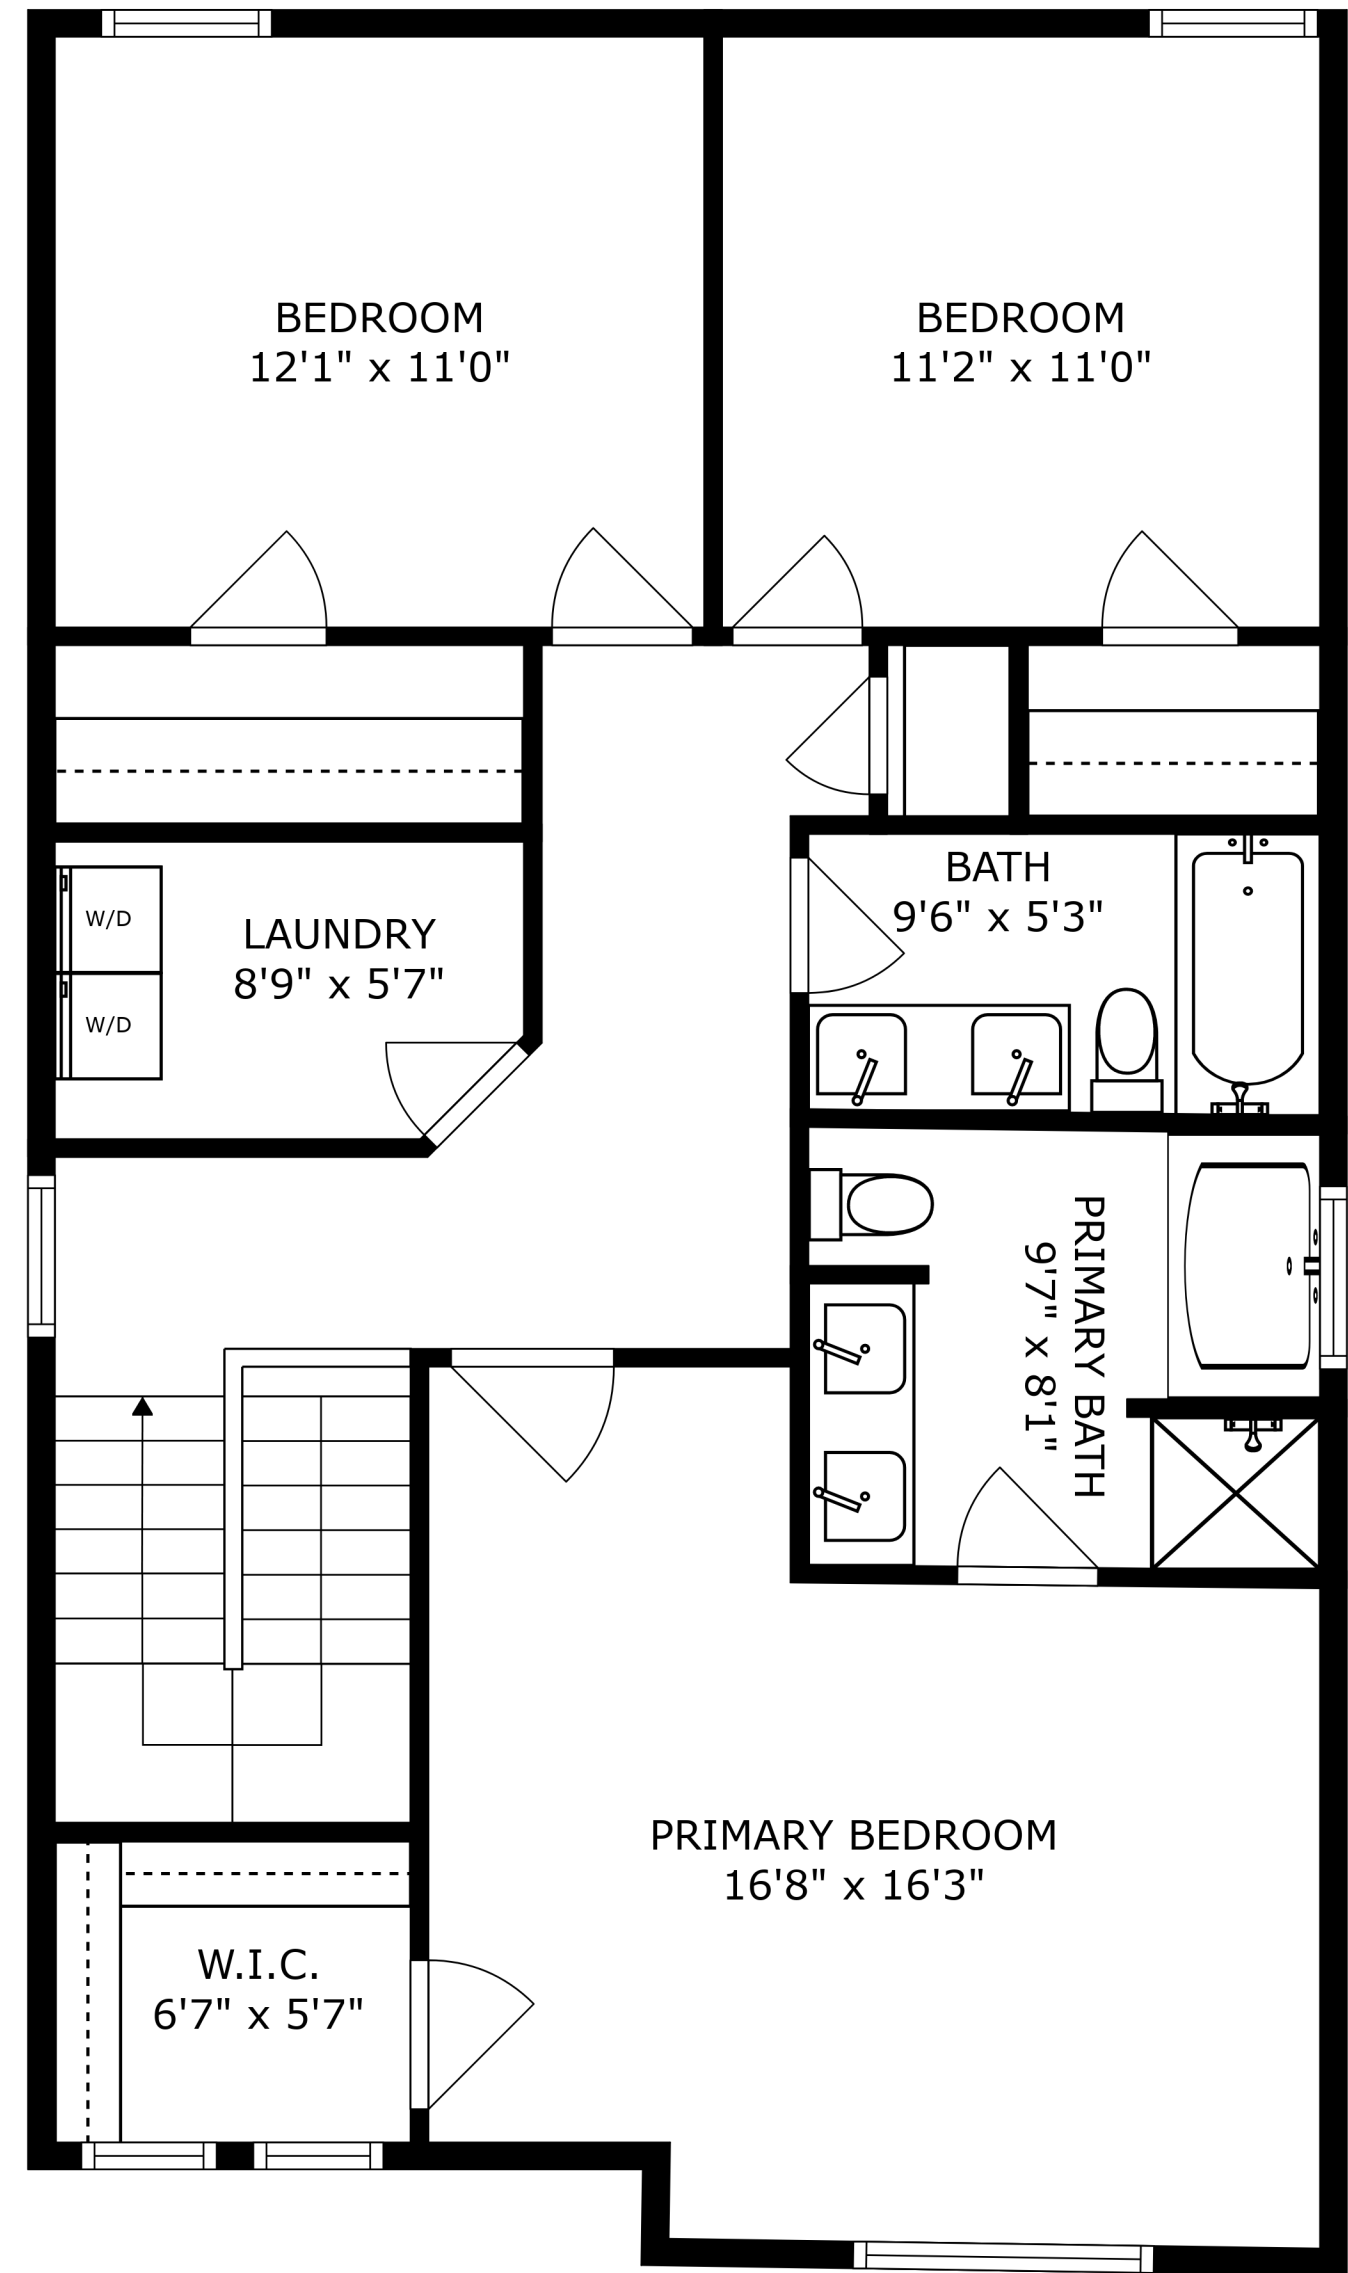 BEDROOM
12'1" x 11'0"
BEDROOM
11'2" x 11'0"
BATH
9'6" x 5'3"
W/D
LAUNDRY
8'9" x 5'7"
W/D
PRIMARY BATH
9'7" x 8'1"
PRIMARY BEDROOM
16'8" x 16'3"
W.I.C.
6'7" x 5'7"